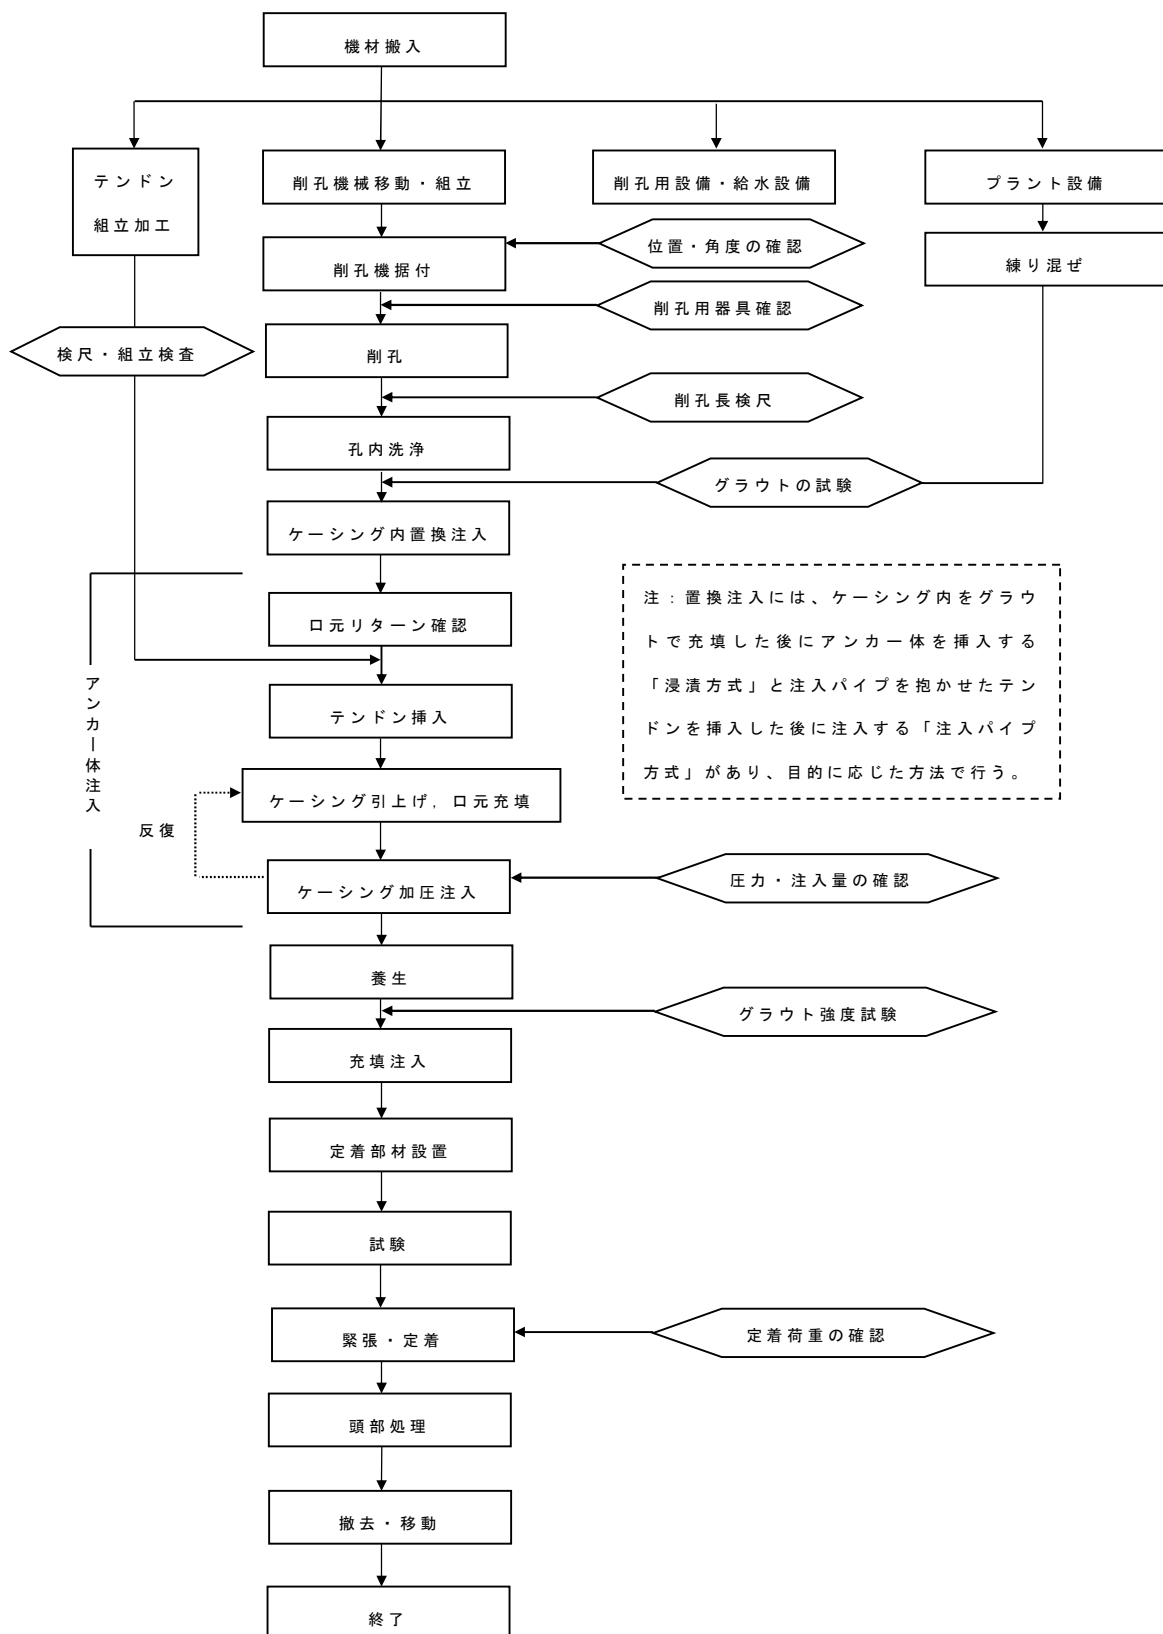 機材搬入
テンドン
組立加工
削孔機械移動・組立
削孔用設備・給水設備
プラント設備
位置・角度の確認
練り混ぜ
削孔機据付
削孔用器具確認
検尺・組立検査
削孔
削孔長検尺
孔内洗浄
グラウトの試験
ケーシング内置換注入
注:置換注入には、ケーシング内をグラウ
トで充填した後にアンカー体を挿入する
「浸漬方式」と注入パイプを抱かせたテン
ドンを挿入した後に注入する「注入パイプ
方式」があり、目的に応じた方法で行う。
口元リターン確認
アンカー体注入
テンドン挿入
ケーシング引上げ,口元充填
反復
ケーシング加圧注入
圧力・注入量の確認
養生
グラウト強度試験
充填注入
定着部材設置
試験
緊張・定着
定着荷重の確認
頭部処理
撤去・移動
終了